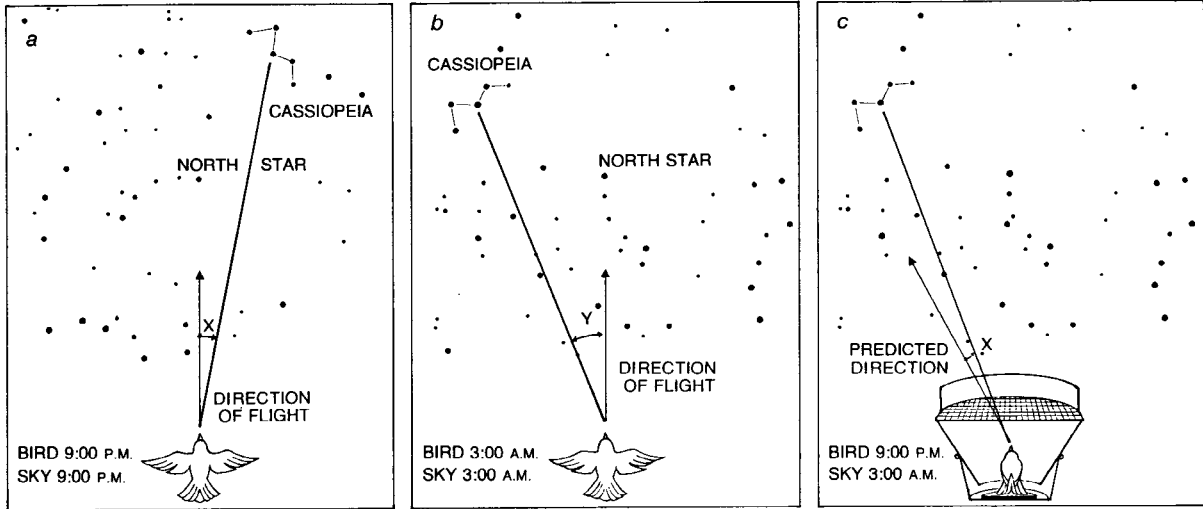 a
CASSIOPEIA
NORTH STAR
X
DIRECTION
OF FLIGHT
BIRD 9:00 P.M.
SKY 9:00 P.M.
b
CASSIOPEIA
NORTH STAR
Y
DIRECTION
OF FLIGHT
BIRD 3:00 A.M.
SKY 3:00 A.M.
c
X
PREDICTED
DIRECTION
BIRD 9:00 P.M.
SKY 3:00 A.M.